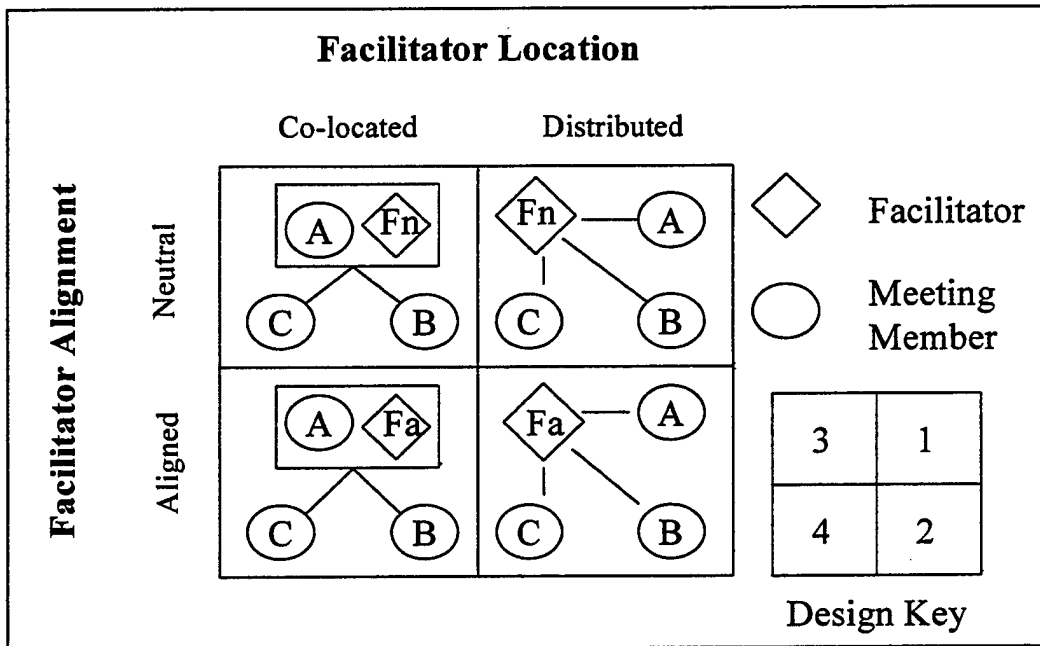 Facilitator Location
Co-located Distributed
Facilitator Alignment
Neutral
Aligned
A Fn
C B
Fn A
C B
A Fa
C B
Fa A
C B
Facilitator
Meeting
Member
3 1
4 2
Design Key